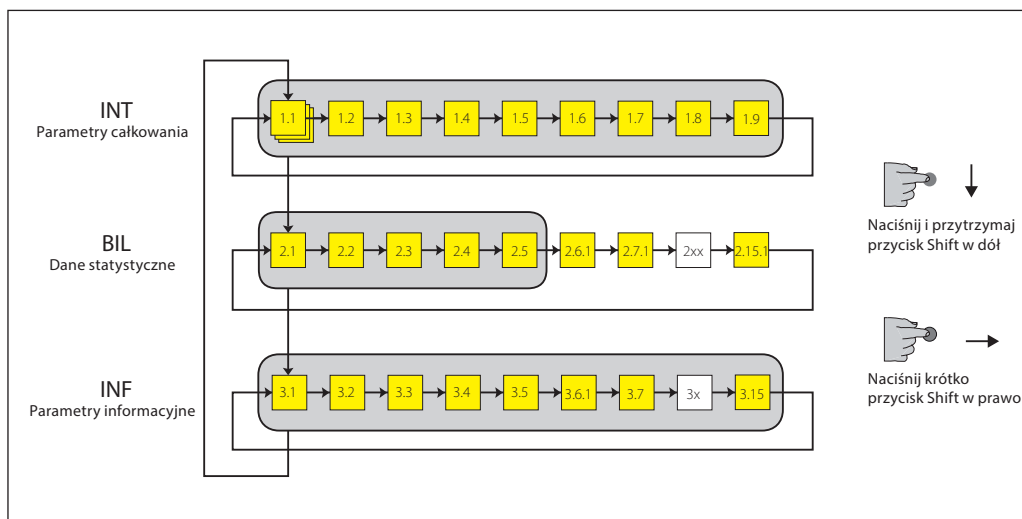 INT
Parametry całkowania
1.1 1.2 1.3 1.4 1.5 1.6 1.7 1.8 1.9
BIL
Dane statystyczne
2.1 2.2 2.3 2.4 2.5 2.6.1 2.7.1 2xx 2.15.1
INF
Parametry informacyjne
3.1 3.2 3.3 3.4 3.5 3.6.1 3.7 3x 3.15
Naciśnij i przytrzymaj
przycisk Shift w dół
Naciśnij krótko
przycisk Shift w prawo